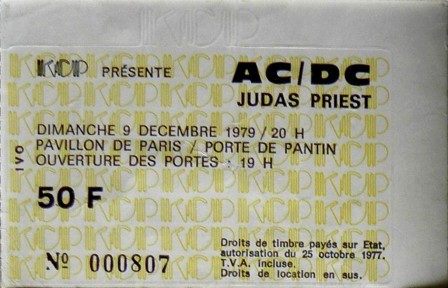 KCP PRÉSENTE
AC/DC
JUDAS PRIEST
DIMANCHE 9 DECEMBRE 1979 / 20 H
PAVILLON DE PARIS / PORTE DE PANTIN
OUVERTURE DES PORTES : 19 H
IVO
50 F
Nº 000807
Droits de timbre payés sur Etat,
autorisation du 25 octobre 1977.
T.V.A. incluse.
Droits de location en sus.